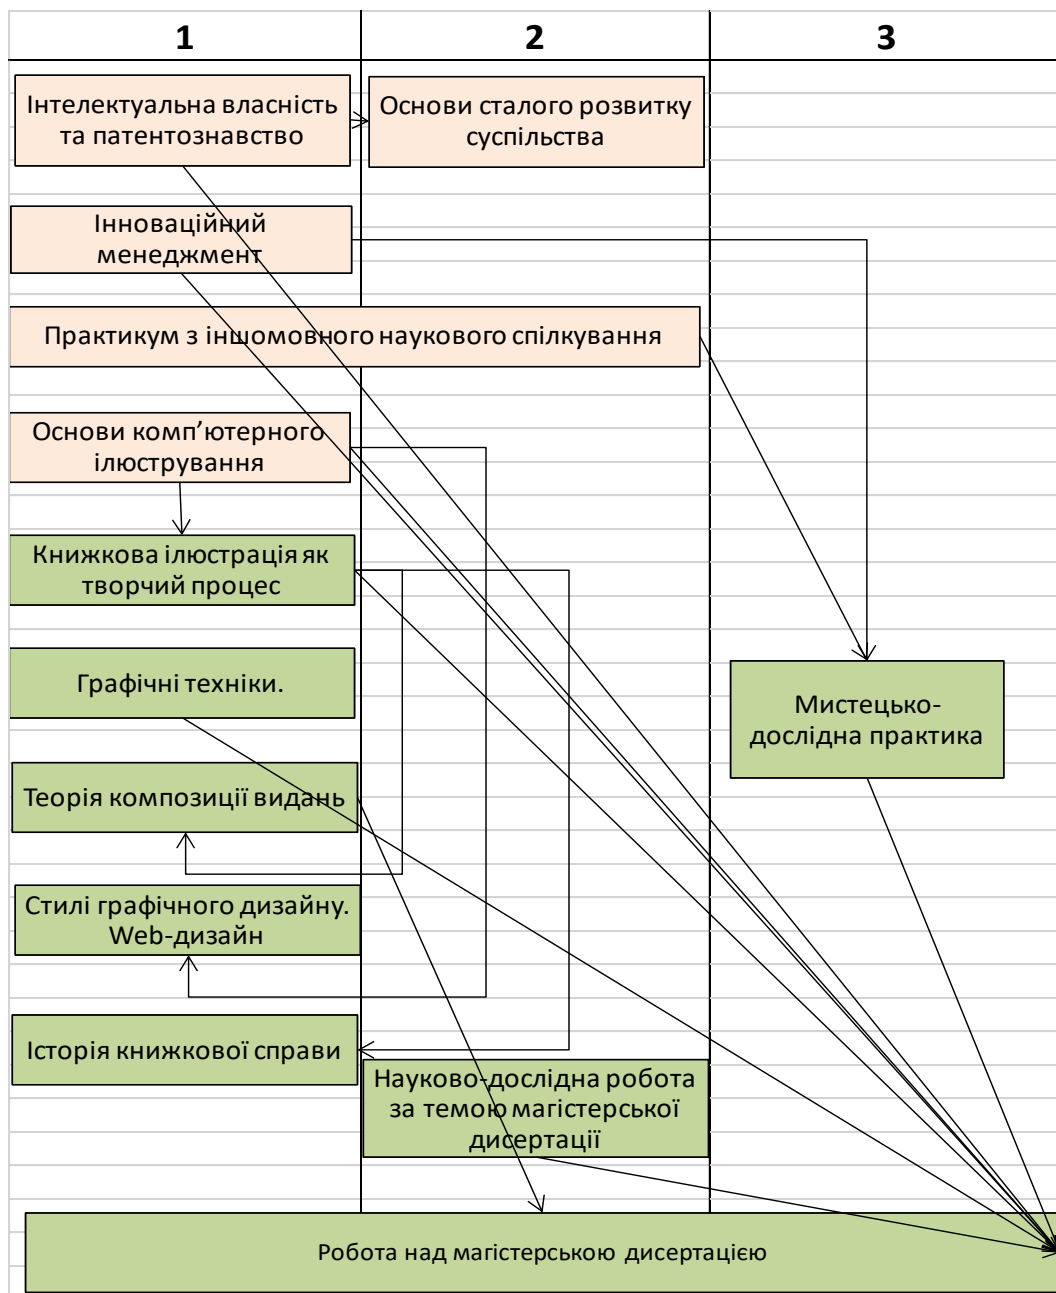 1
2
3
Інтелектуальна власність
та патентознавство
Основи сталого розвитку
суспільства
Інноваційний
менеджмент
Практикум з іншомовного наукового спілкування
Основи комп’ютерного
ілюстрування
Книжкова ілюстрація як
творчий процес
Графічні техніки.
Мистецько-
дослідна практика
Теорія композиції видань
Стилі графічного дизайну.
Web-дизайн
Історія книжкової справи
Науково-дослідна робота
за темою магістерської
дисертації
Робота над магістерською дисертацією